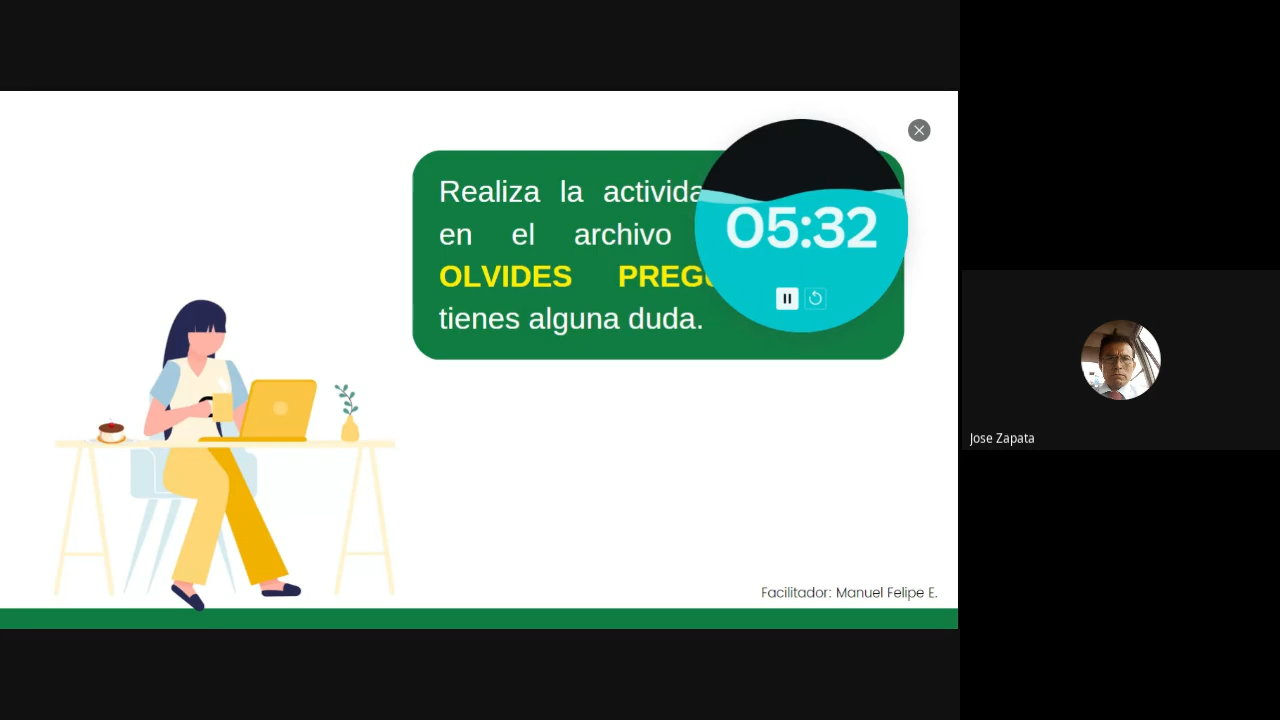 Realiza la activida
en el archivo
OLVIDES PREG
tienes alguna duda.
05:32
Jose Zapata
Facilitador: Manuel Felipe E.